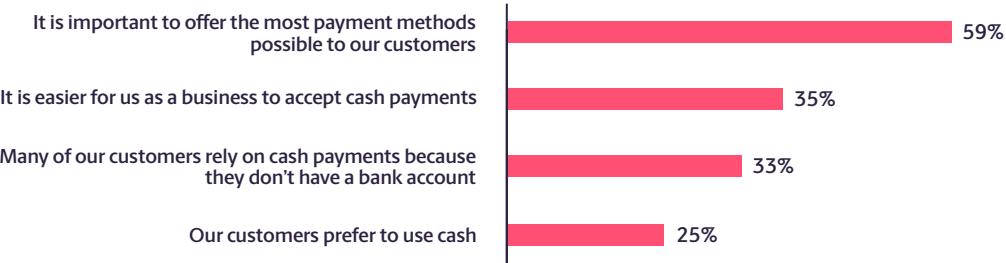 It is important to offer the most payment methods
possible to our customers
59%
It is easier for us as a business to accept cash payments
35%
Many of our customers rely on cash payments because
they don’t have a bank account
33%
Our customers prefer to use cash
25%